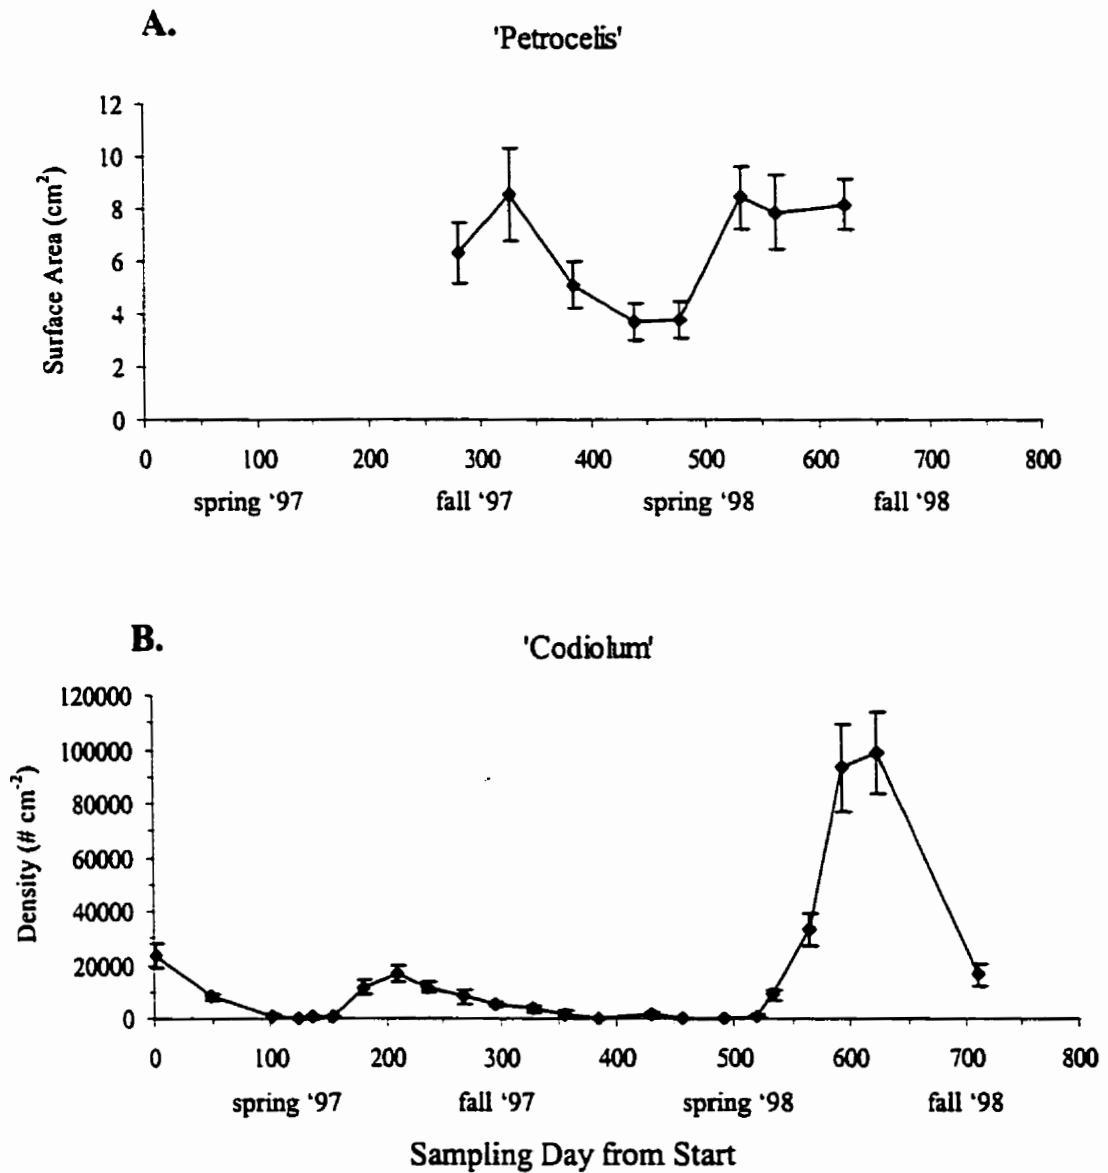 A.
'Petrocelis'
12
10
8
6
4
2
0
Surface Area (cm²)
0 100 200 300 400 500 600 700 800
spring ‘97 fall ‘97 spring ‘98 fall ‘98
B.
'Codiolum'
120000
100000
80000
60000
40000
20000
0
Density (# cm⁻²)
0 100 200 300 400 500 600 700 800
spring ‘97 fall ‘97 spring ‘98 fall ‘98
Sampling Day from Start